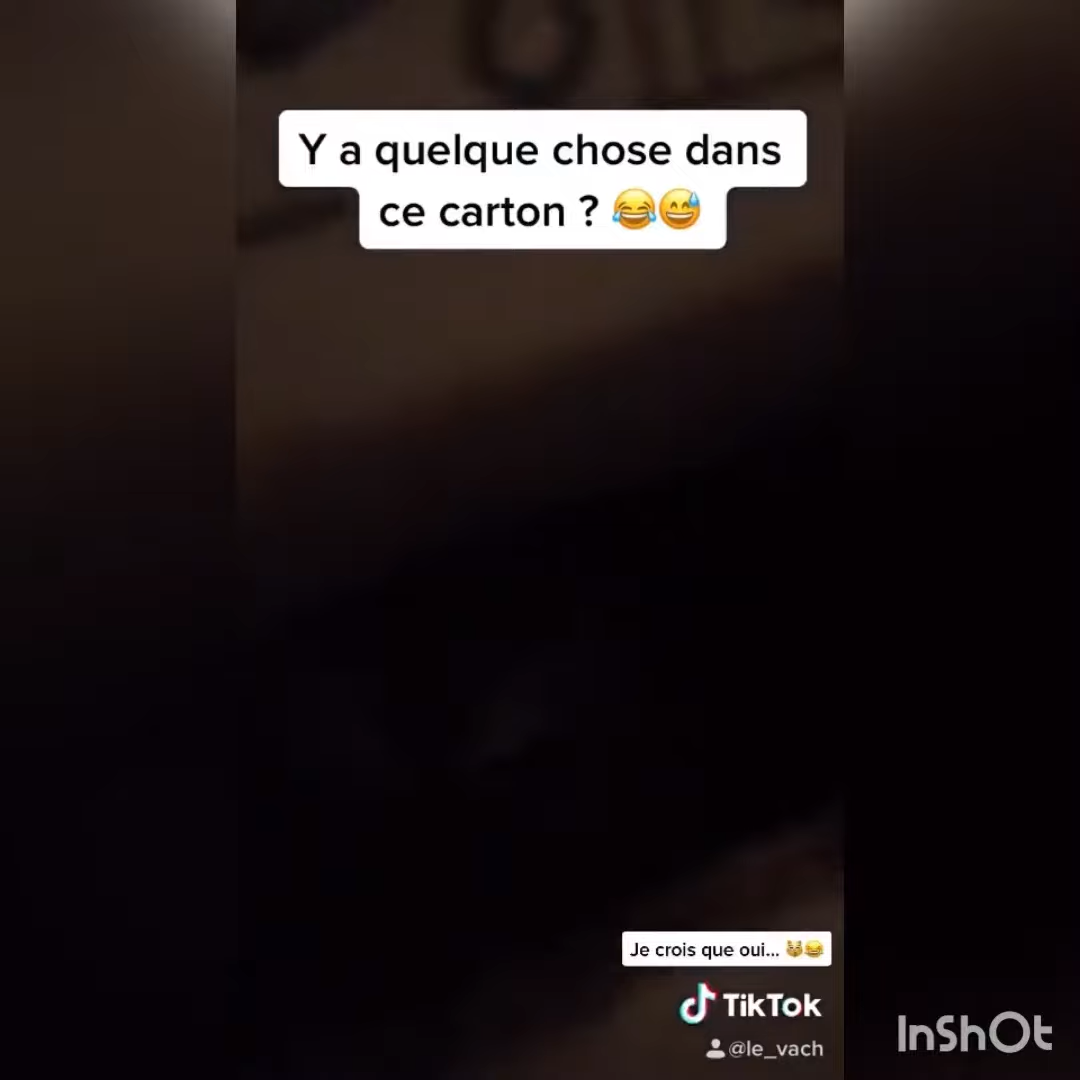 Y a quelque chose dans
ce carton ? 😂😅
Je crois que oui... 😸😂
TikTok
@le_vach
InShOt